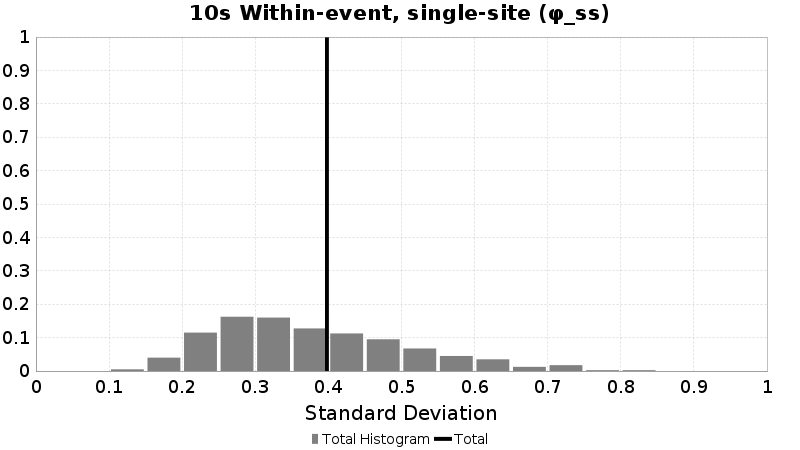 10s Within-event, single-site (φ_ss)
1
0.9
0.8
0.7
0.6
0.5
0.4
0.3
0.2
0.1
0
0 0.1 0.2 0.3 0.4 0.5 0.6 0.7 0.8 0.9 1
Standard Deviation
Total Histogram Total